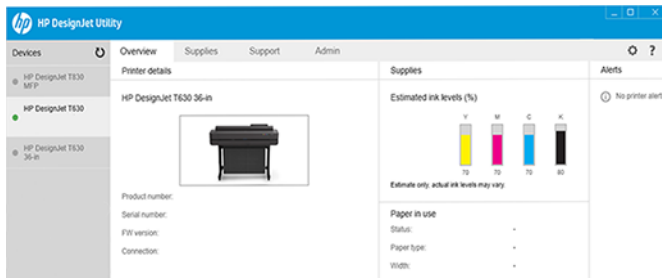 hp HP DesignJet Utility
Devices
HP DesignJet T830
MFP
HP DesignJet T630
HP DesignJet T630
36-in
Overview Supplies Support Admin
?
Printer details
HP DesignJet T630 36-in
Product number:
Serial number:
FW version:
Connection:
Supplies
Estimated ink levels (%)
Y M C K
70 70 70 80
Estimate only, actual ink levels may vary.
Paper in use
Status: -
Paper type: -
Width: -
Alerts
No printer alert